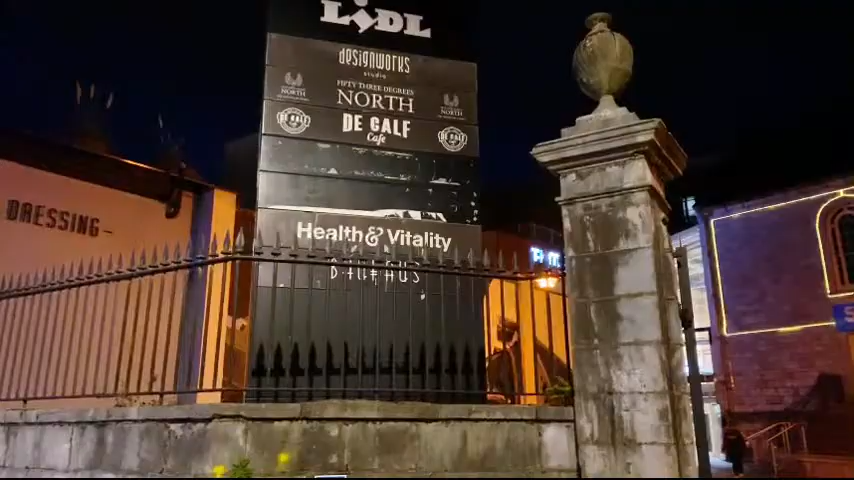 LIDL
designworks
studio
FIFTY THREE DEGREES
NORTH
NORTH
NORTH
DE CALF
Cafe
DE CALF
DE CALF
Health & Vitality
DRESSING